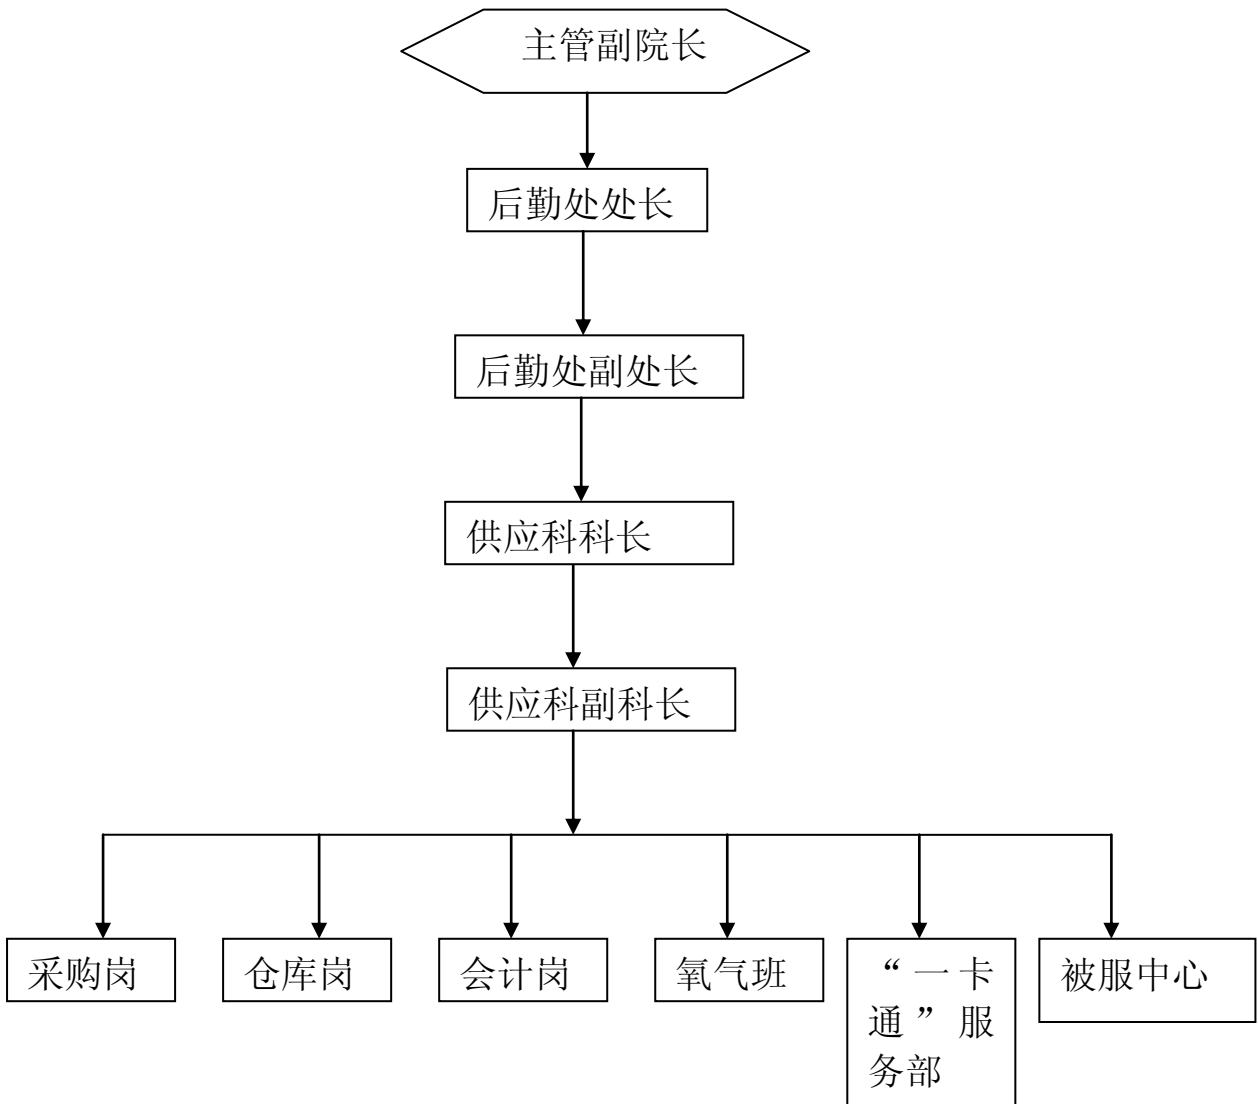 主管副院长
后勤处处长
后勤处副处长
供应科科长
供应科副科长
采购岗
仓库岗
会计岗
氧气班
“一卡
通”服
务部
被服中心